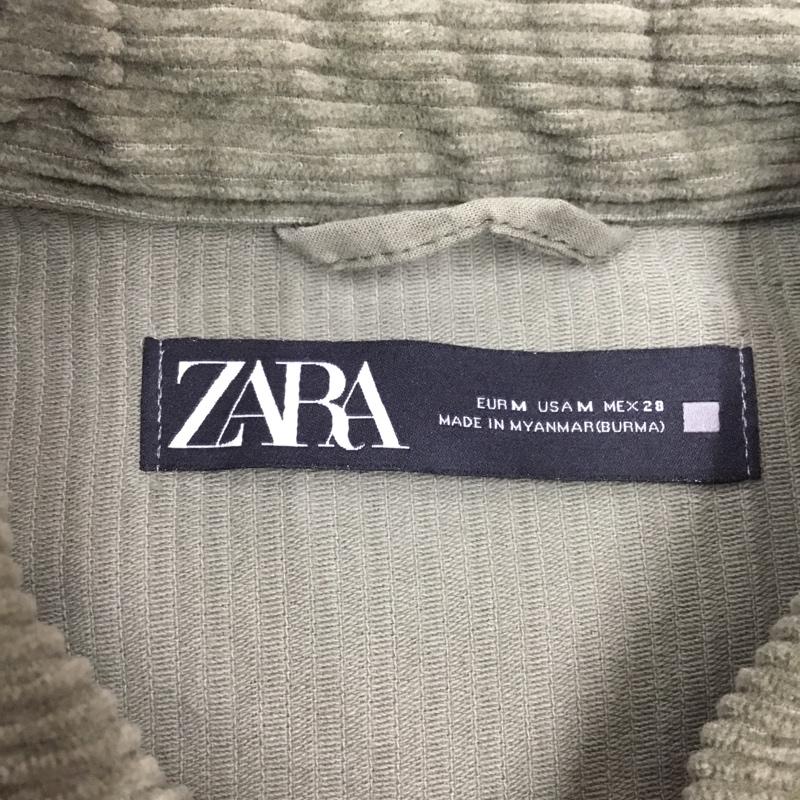 ZARA
EUR M USA M MEX 28
MADE IN MYANMAR(BURMA)